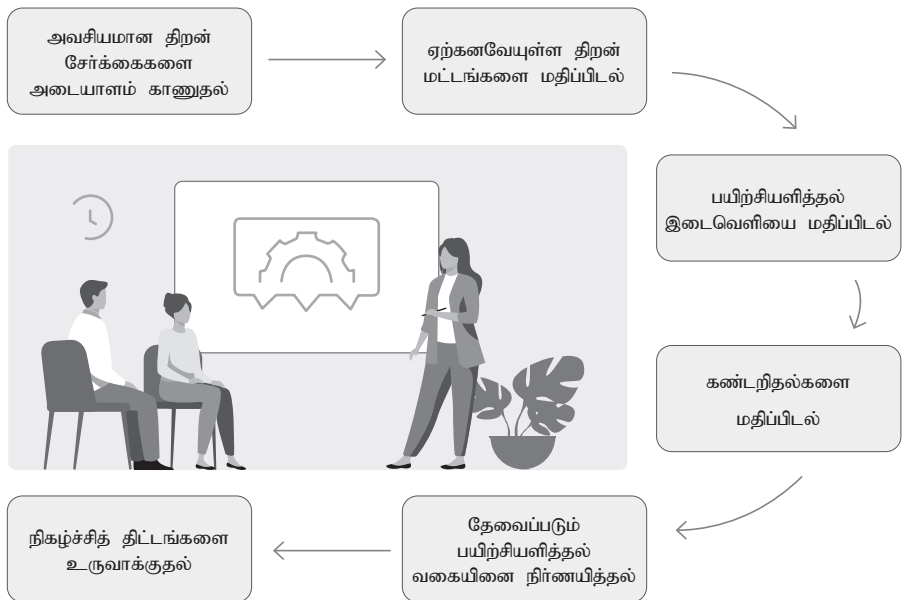 அவசியமான திறன்
சேர்க்கைகளை
அடையாளம் காணுதல்
ஏற்கனவேயுள்ள திறன்
மட்டங்களை மதிப்பிடல்
பயிற்சியளித்தல்
இடைவெளியை மதிப்பிடல்
கண்டறிதல்களை
மதிப்பிடல்
தேவைப்படும்
பயிற்சியளித்தல்
வகையினை நிர்ணயித்தல்
நிகழ்ச்சித் திட்டங்களை
உருவாக்குதல்